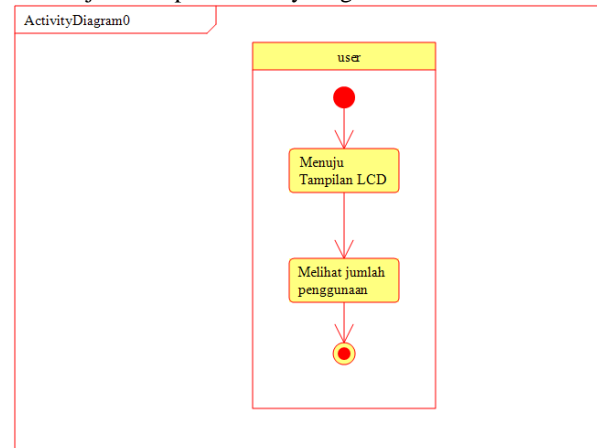 ActivityDiagram0
user
Menuju
Tampilan LCD
Melihat jumlah
penggunaan